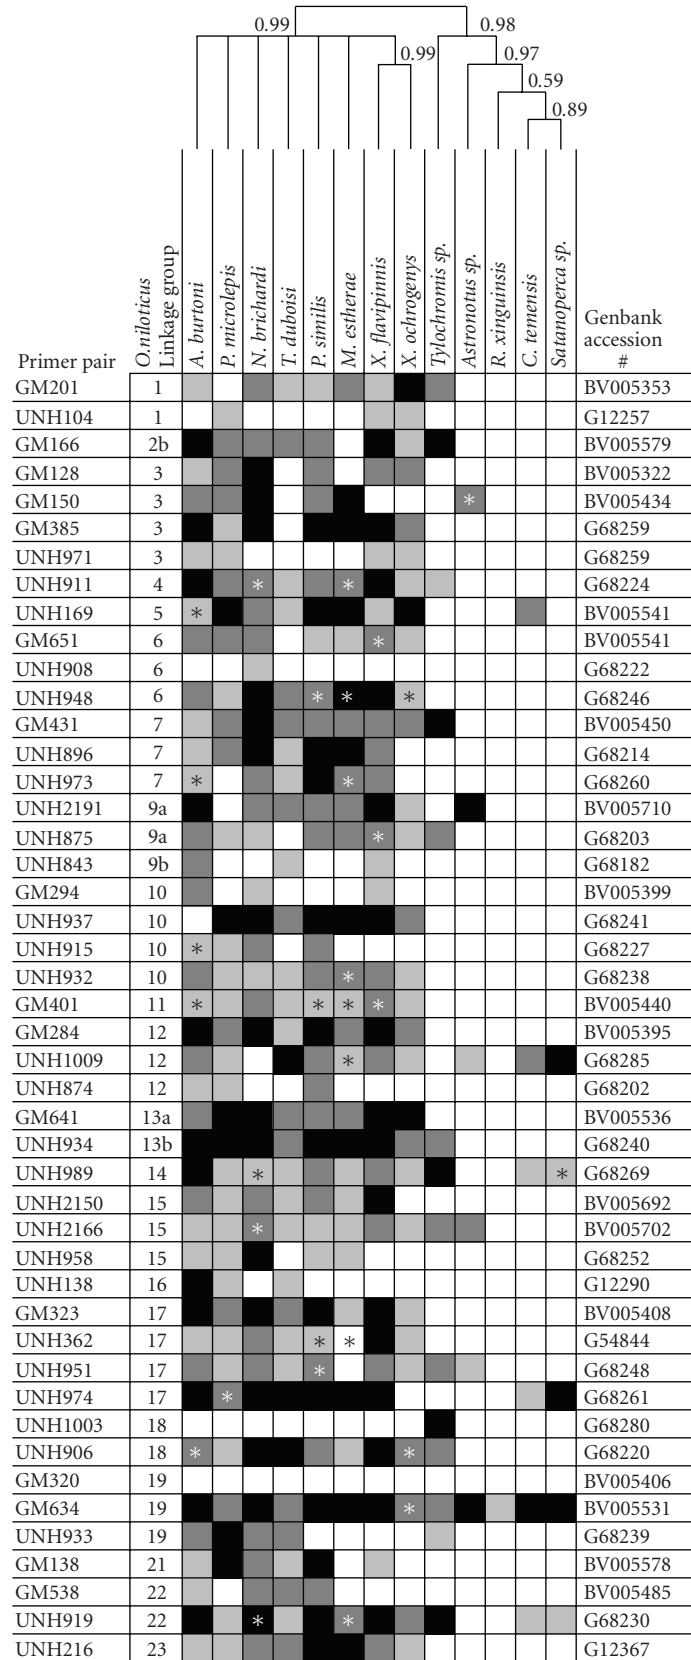 0.99
0.98
0.99
0.97
0.59
0.89
Primer pair
O.niloticus
Linkage group
A. burtoni
P. microlepis
N. brichardi
T. duboisi
P. similis
M. estherae
X. flavipinnis
X. ochrogenys
Tylochromis sp.
Astronotus sp.
R. xinguinsis
C. temensis
Satanoperca sp.
Genbank
accession
#
GM201 1 BV005353
UNH104 1 G12257
GM166 2b BV005579
GM128 3 BV005322
GM150 3 * BV005434
GM385 3 G68259
UNH971 3 G68259
UNH911 4 * * G68224
UNH169 5 * BV005541
GM651 6 * BV005541
UNH908 6 G68222
UNH948 6 * * * G68246
GM431 7 BV005450
UNH896 7 G68214
UNH973 7 * * G68260
UNH2191 9a BV005710
UNH875 9a * G68203
UNH843 9b G68182
GM294 10 BV005399
UNH937 10 G68241
UNH915 10 * G68227
UNH932 10 * G68238
GM401 11 * * * * BV005440
GM284 12 BV005395
UNH1009 12 * G68285
UNH874 12 G68202
GM641 13a BV005536
UNH934 13b G68240
UNH989 14 * * G68269
UNH2150 15 BV005692
UNH2166 15 * BV005702
UNH958 15 G68252
UNH138 16 G12290
GM323 17 BV005408
UNH362 17 * * G54844
UNH951 17 * G68248
UNH974 17 * G68261
UNH1003 18 G68280
UNH906 18 * * G68220
GM320 19 BV005406
GM634 19 * BV005531
UNH933 19 G68239
GM138 21 BV005578
GM538 22 BV005485
UNH919 22 * * G68230
UNH216 23 G12367